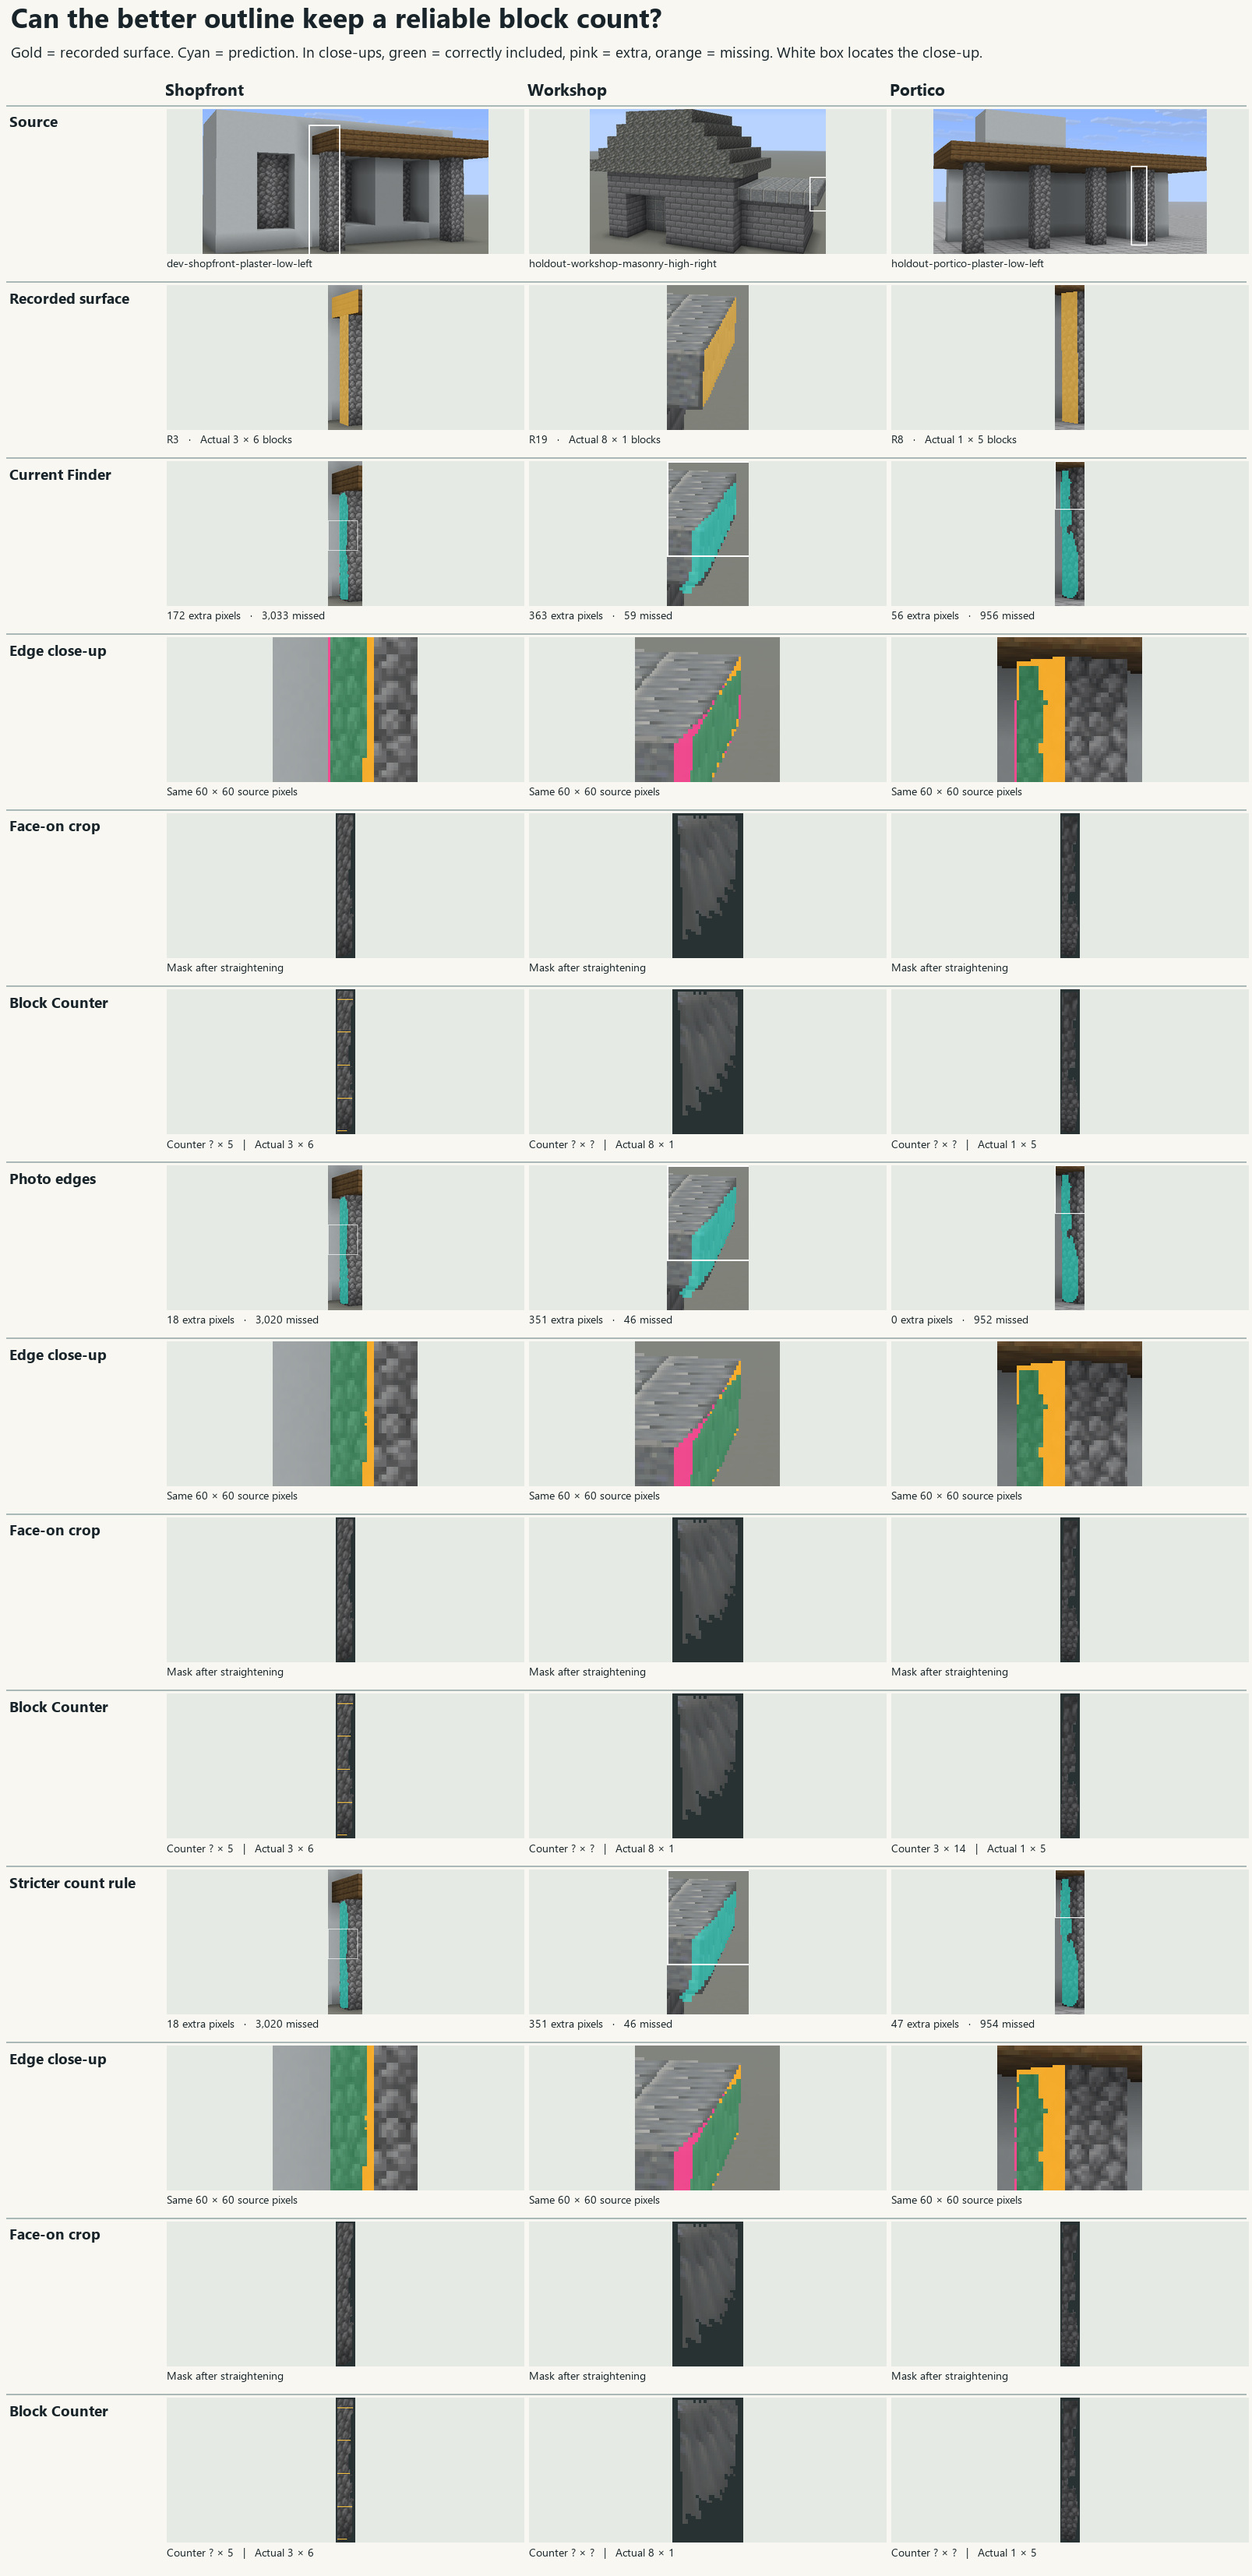 Can the better outline keep a reliable block count?
Gold = recorded surface. Cyan = prediction. In close-ups, green = correctly included, pink = extra, orange = missing. White box locates the close-up.
Shopfront Workshop Portico
Source
dev-shopfront-plaster-low-left holdout-workshop-masonry-high-right holdout-portico-plaster-low-left
Recorded surface
R3 · Actual 3 × 6 blocks R19 · Actual 8 × 1 blocks R8 · Actual 1 × 5 blocks
Current Finder
172 extra pixels · 3,033 missed 363 extra pixels · 59 missed 56 extra pixels · 956 missed
Edge close-up
Same 60 × 60 source pixels Same 60 × 60 source pixels Same 60 × 60 source pixels
Face-on crop
Mask after straightening Mask after straightening Mask after straightening
Block Counter
Counter ? × 5 | Actual 3 × 6 Counter ? × ? | Actual 8 × 1 Counter ? × ? | Actual 1 × 5
Photo edges
18 extra pixels · 3,020 missed 351 extra pixels · 46 missed 0 extra pixels · 952 missed
Edge close-up
Same 60 × 60 source pixels Same 60 × 60 source pixels Same 60 × 60 source pixels
Face-on crop
Mask after straightening Mask after straightening Mask after straightening
Block Counter
Counter ? × 5 | Actual 3 × 6 Counter ? × ? | Actual 8 × 1 Counter 3 × 14 | Actual 1 × 5
Stricter count rule
18 extra pixels · 3,020 missed 351 extra pixels · 46 missed 47 extra pixels · 954 missed
Edge close-up
Same 60 × 60 source pixels Same 60 × 60 source pixels Same 60 × 60 source pixels
Face-on crop
Mask after straightening Mask after straightening Mask after straightening
Block Counter
Counter ? × 5 | Actual 3 × 6 Counter ? × ? | Actual 8 × 1 Counter ? × ? | Actual 1 × 5